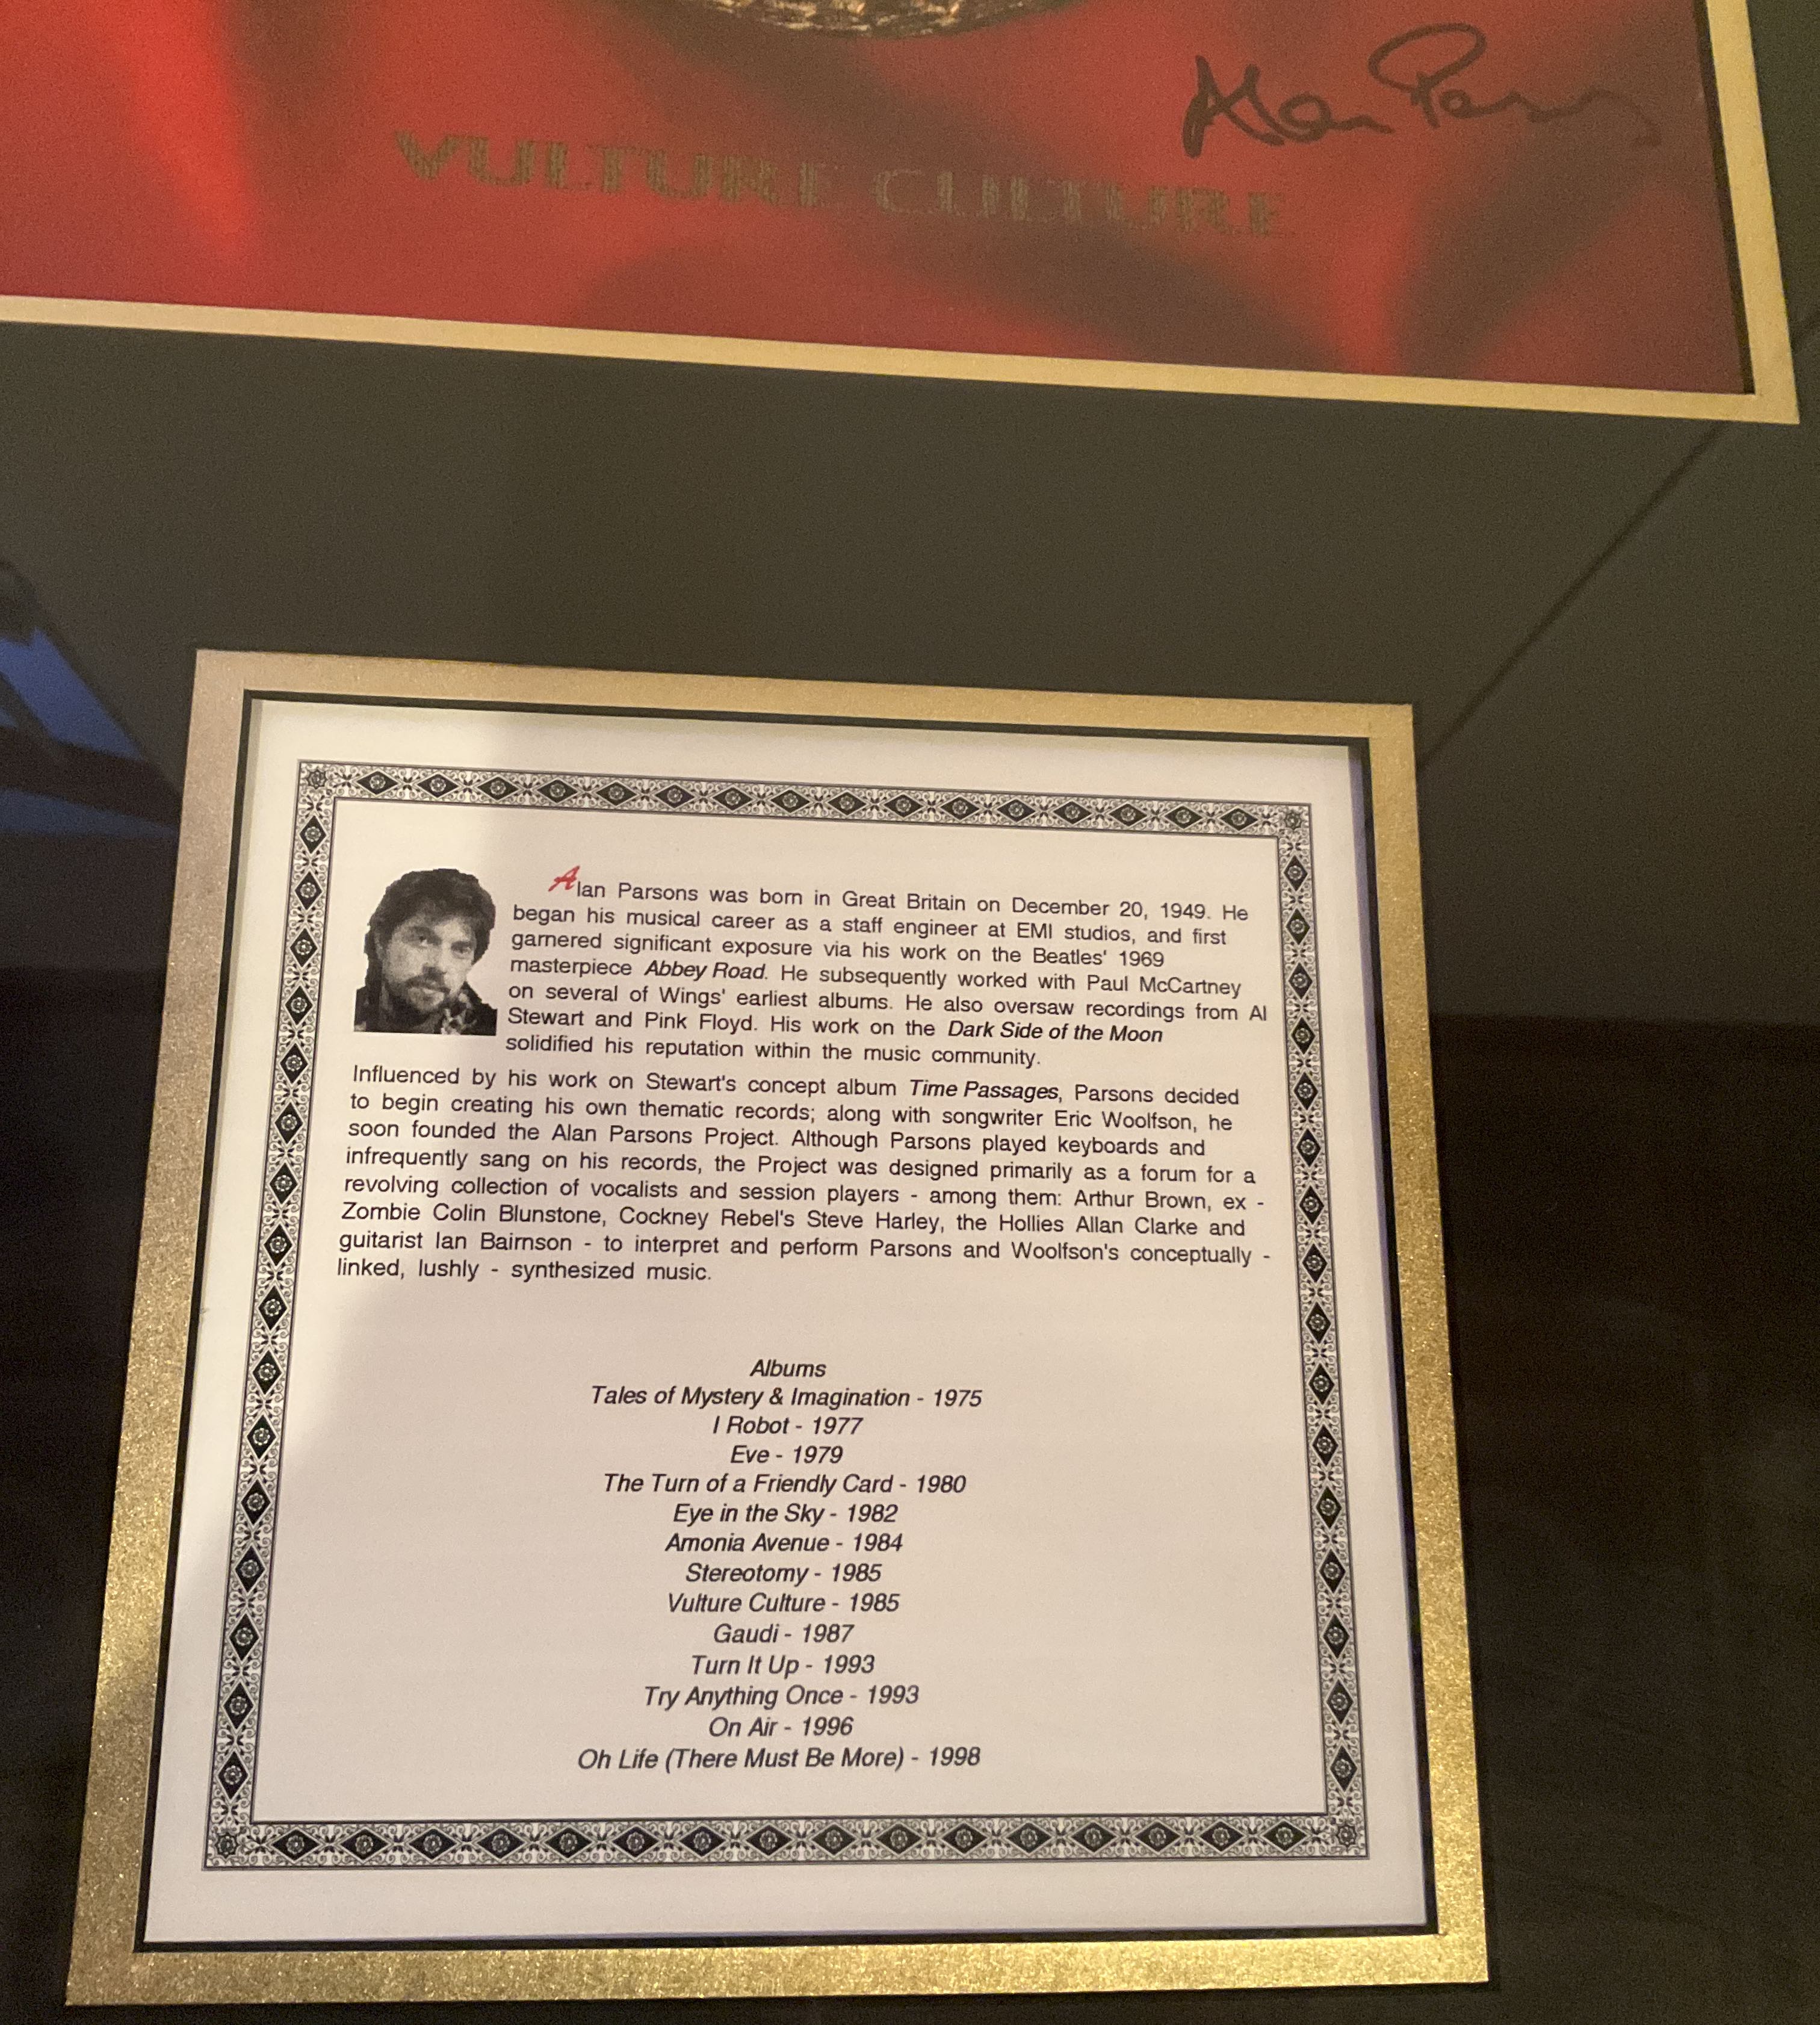 Alan Parsons
VULTURE CULTURE
Alan Parsons was born in Great Britain on December 20, 1949. He
began his musical career as a staff engineer at EMI studios, and first
garnered significant exposure via his work on the Beatles' 1969
masterpiece Abbey Road. He subsequently worked with Paul McCartney
on several of Wings' earliest albums. He also oversaw recordings from Al
Stewart and Pink Floyd. His work on the Dark Side of the Moon
solidified his reputation within the music community.
Influenced by his work on Stewart's concept album Time Passages, Parsons decided
to begin creating his own thematic records; along with songwriter Eric Woolfson, he
soon founded the Alan Parsons Project. Although Parsons played keyboards and
infrequently sang on his records, the Project was designed primarily as a forum for a
revolving collection of vocalists and session players - among them: Arthur Brown, ex -
Zombie Colin Blunstone, Cockney Rebel's Steve Harley, the Hollies Allan Clarke and
guitarist Ian Bairnson - to interpret and perform Parsons and Woolfson's conceptually -
linked, lushly - synthesized music.
Albums
Tales of Mystery & Imagination - 1975
I Robot - 1977
Eve - 1979
The Turn of a Friendly Card - 1980
Eye in the Sky - 1982
Amonia Avenue - 1984
Stereotomy - 1985
Vulture Culture - 1985
Gaudi - 1987
Turn It Up - 1993
Try Anything Once - 1993
On Air - 1996
Oh Life (There Must Be More) - 1998